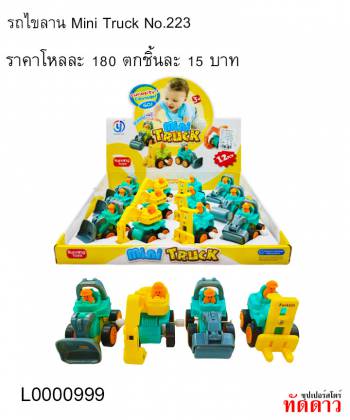 รถไขลาน Mini Truck No.223
ราคาโหลละ 180 ตกชิ้นละ 15 บาท
mini
TRUCK
12PCS
mini TRUCK
L0000999
ซุปเปอร์สโตร์
ทัดดาว